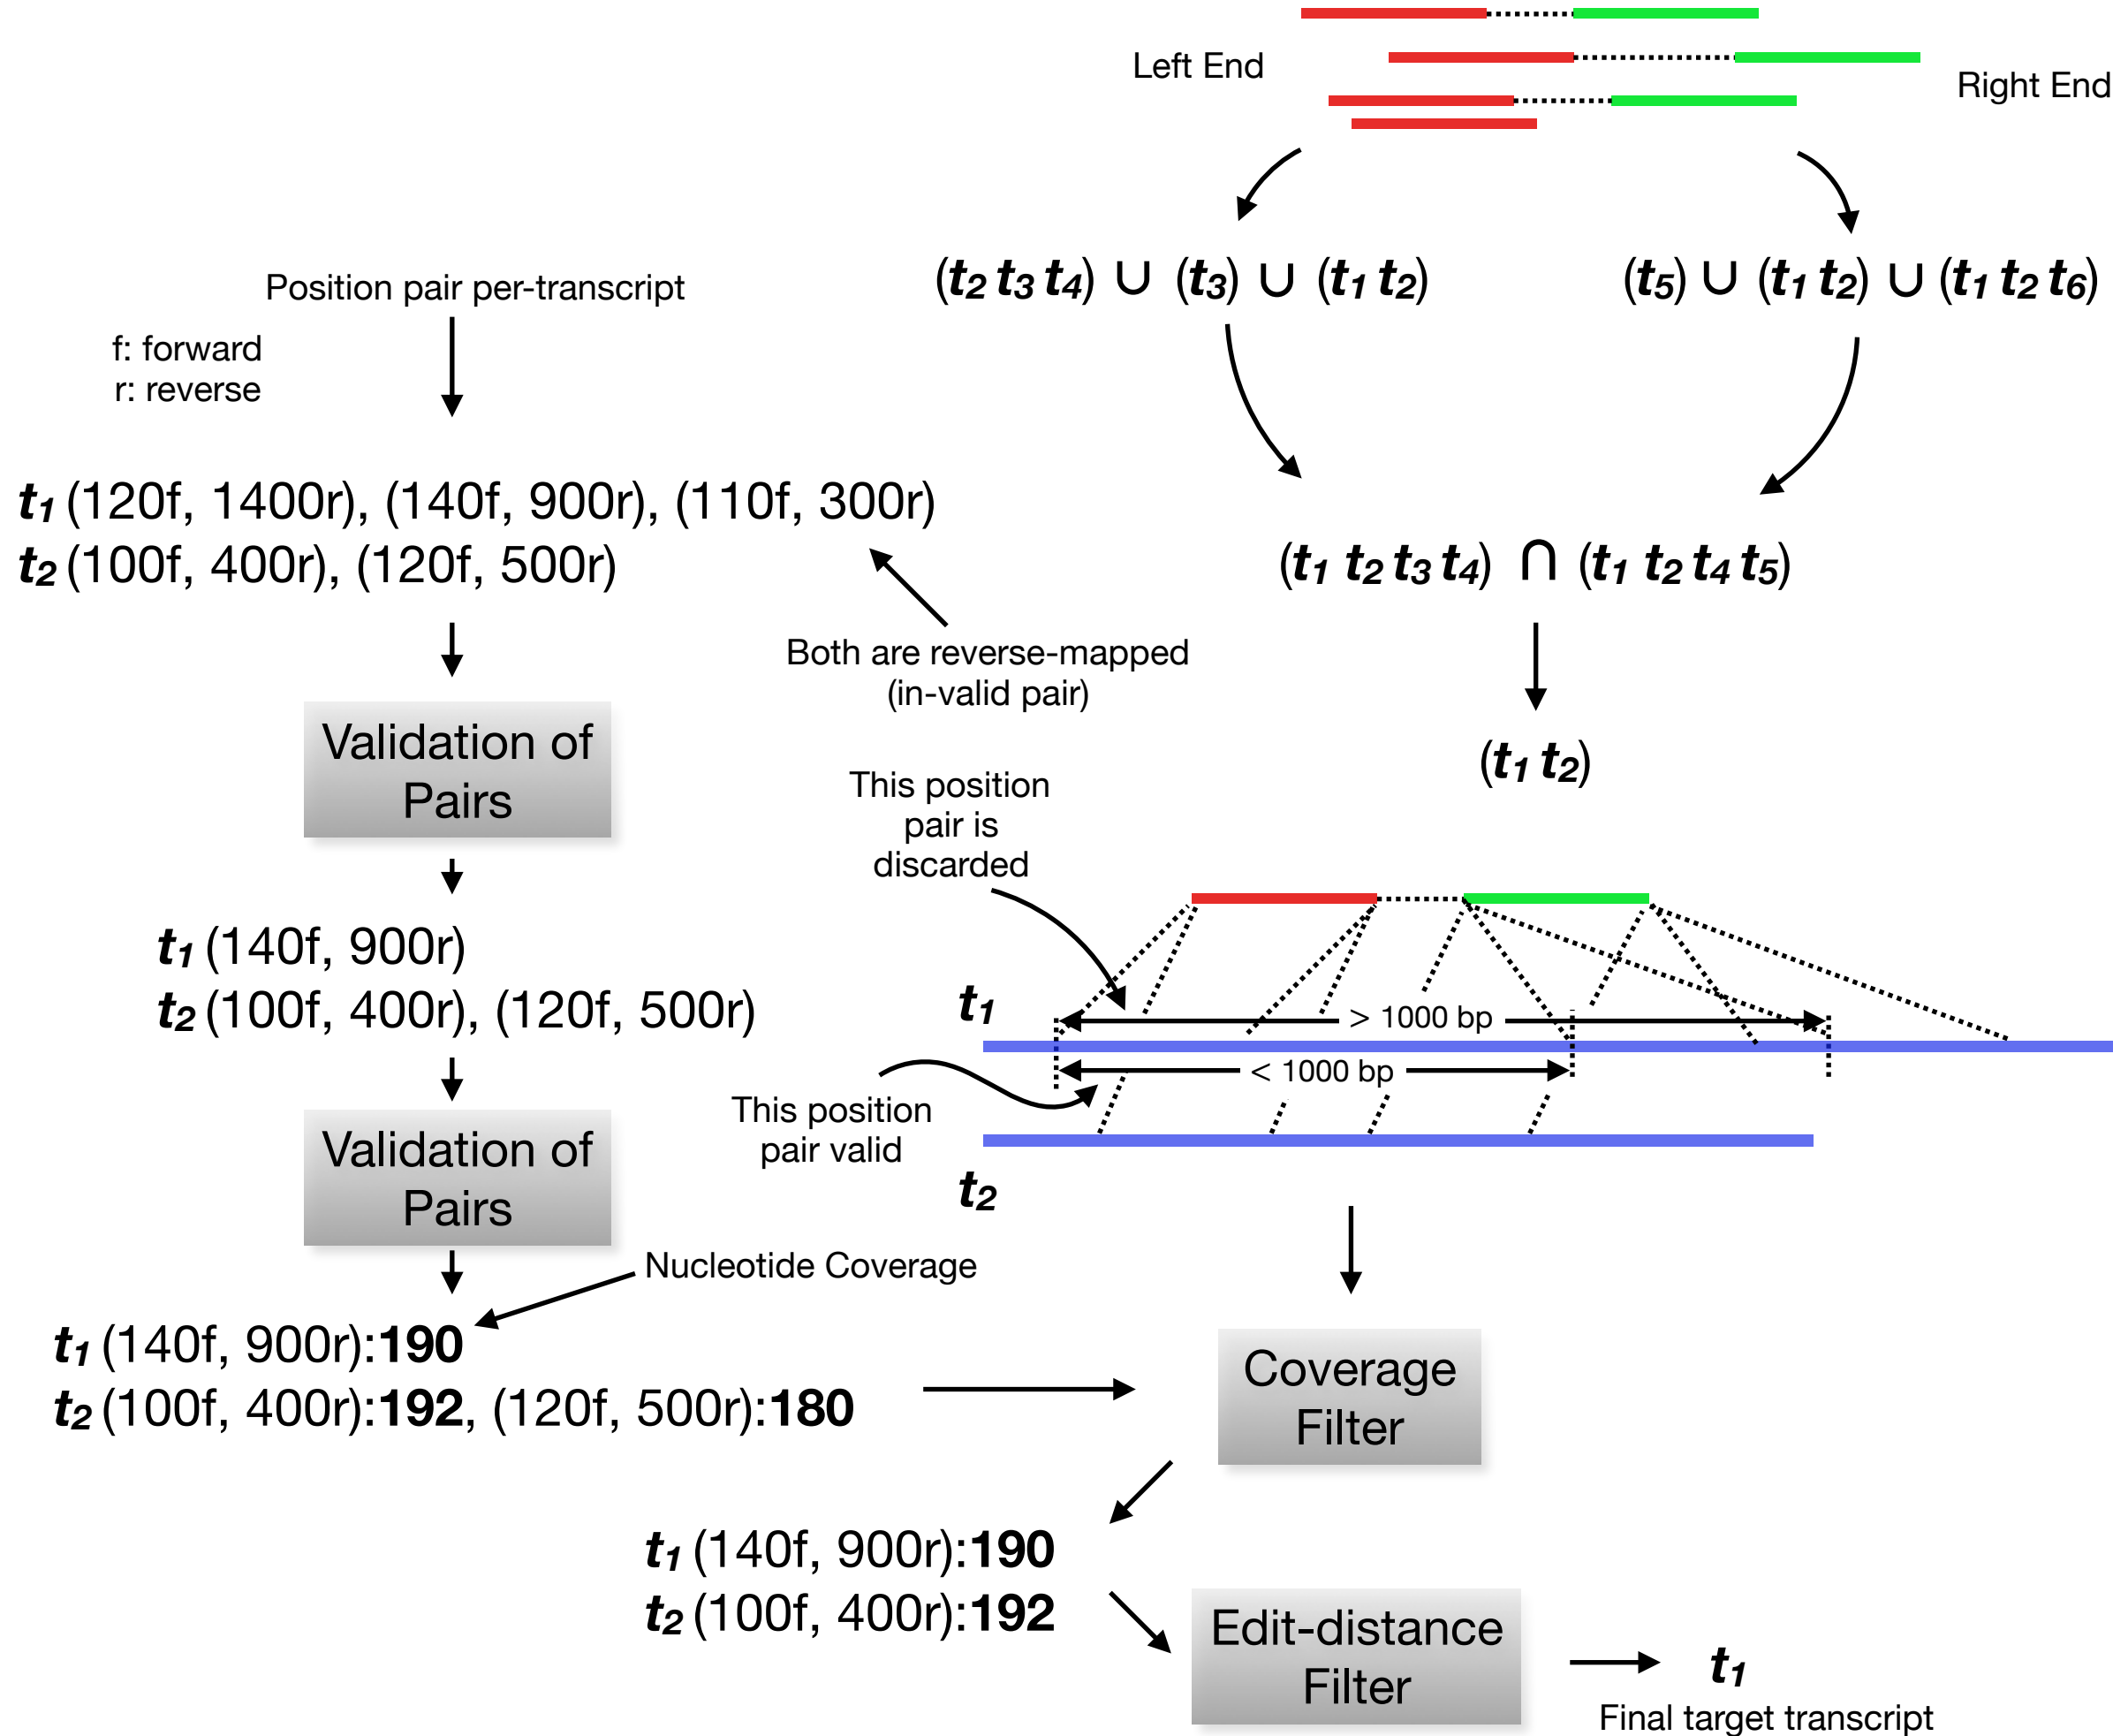 Left End
Right End
(t2 t3 t4) ∪ (t3) ∪ (t1 t2)
(t5) ∪ (t1 t2) ∪ (t1 t2 t6)
(t1 t2 t3 t4) ∩ (t1 t2 t4 t5)
(t1 t2)
Position pair per-transcript
f: forward
r: reverse
t1 (120f, 1400r), (140f, 900r), (110f, 300r)
t2 (100f, 400r), (120f, 500r)
Both are reverse-mapped
(in-valid pair)
Validation of
Pairs
t1 (140f, 900r)
t2 (100f, 400r), (120f, 500r)
This position
pair is
discarded
t1
> 1000 bp
< 1000 bp
This position
pair valid
t2
Validation of
Pairs
Nucleotide Coverage
t1 (140f, 900r):190
t2 (100f, 400r):192, (120f, 500r):180
Coverage
Filter
t1 (140f, 900r):190
t2 (100f, 400r):192
Edit-distance
Filter
t1
Final target transcript